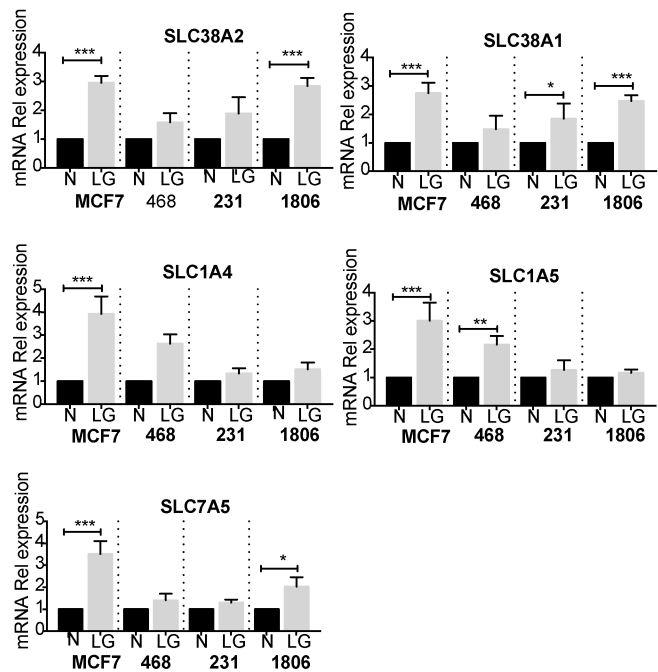 SLC38A2
mRNA Rel expression
4
3
2
1
0
***
***
N LG N LG N LG N LG
MCF7 468 231 1806
SLC38A1
mRNA Rel expression
4
3
2
1
0
***
*
***
N LG N LG N LG N LG
MCF7 468 231 1806
SLC1A4
mRNA Rel expression
5
4
3
2
1
0
***
N LG N LG N LG N LG
MCF7 468 231 1806
SLC1A5
mRNA Rel expression
4
3
2
1
0
***
**
N LG N LG N LG N LG
MCF7 468 231 1806
SLC7A5
mRNA Rel expression
5
4
3
2
1
0
***
*
N LG N LG N LG N LG
MCF7 468 231 1806